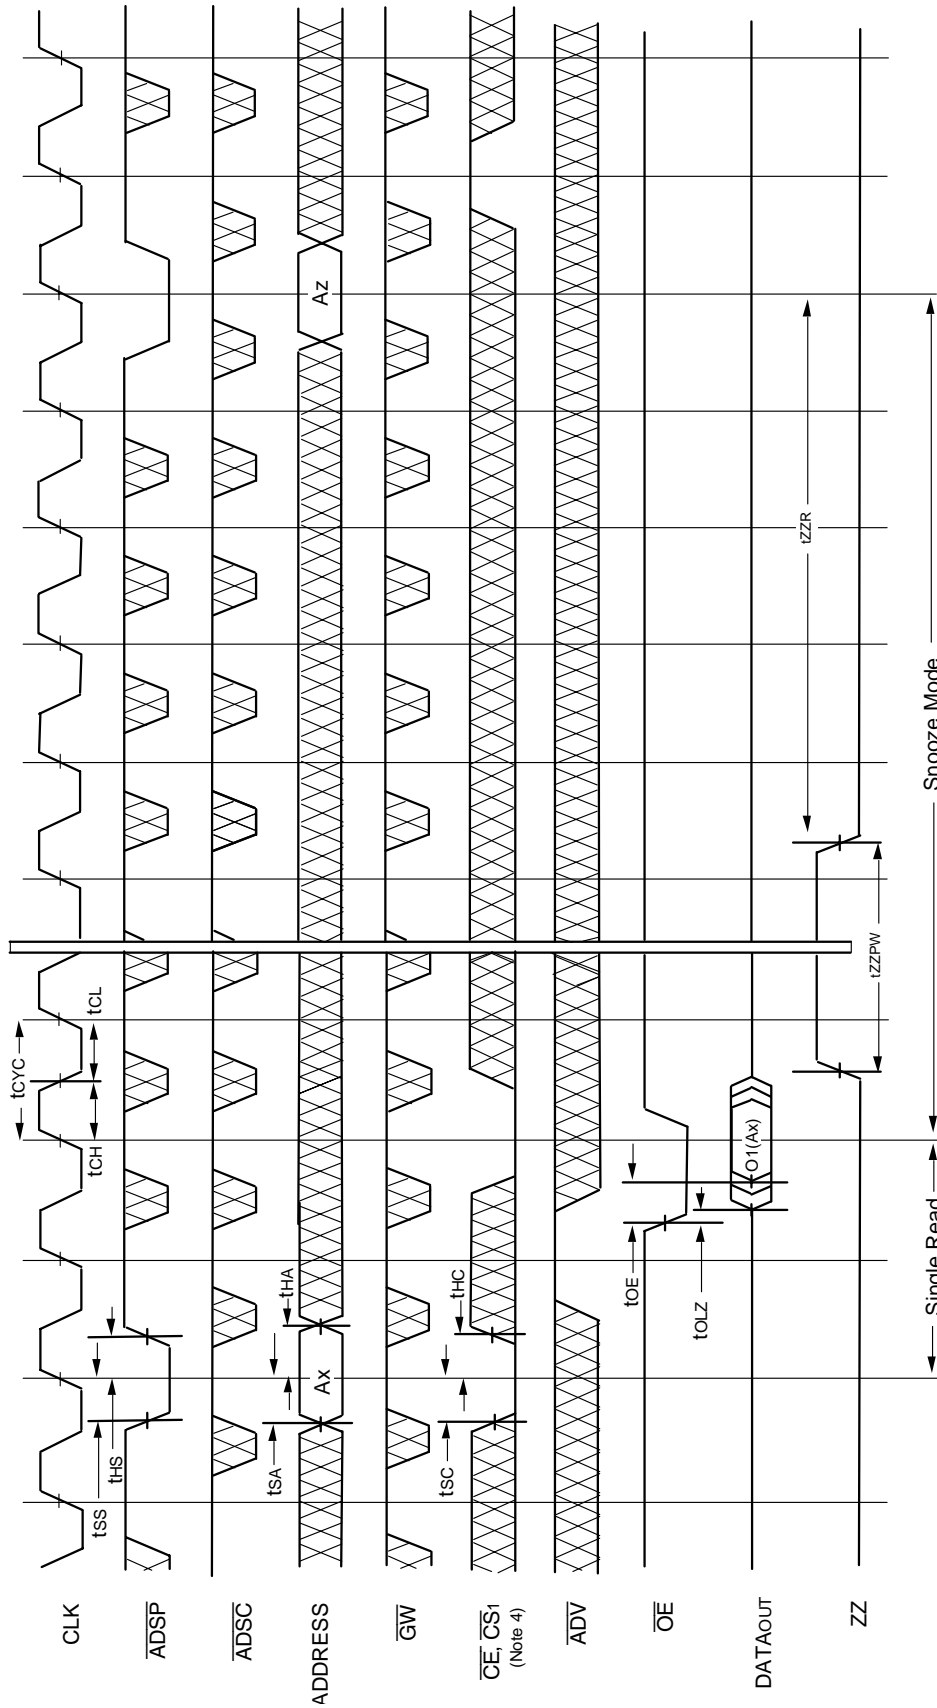 CLK
ADSP
ADSC
ADDRESS
GW
CE, CS1
(Note 4)
ADV
OE
DATAOUT
ZZ
tSS
tHS
tSA
tHA
tSC
tHC
tOE
tOLZ
tCH
tCYC
tCL
Ax
O1(Ax)
tZZPW
tZZR
Az
Single Read
Snooze Mode